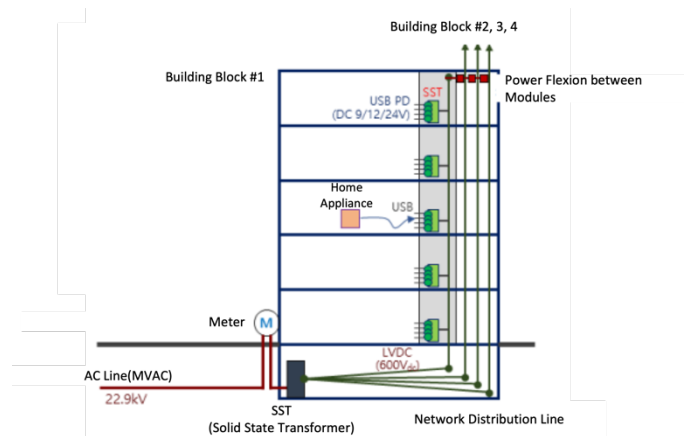 Building Block #2, 3, 4
Building Block #1
Power Flexion between
Modules
SST
USB PD
(DC 9/12/24V)
Home
Appliance
USB
Meter
M
LVDC
(600Vdc)
AC Line(MVAC)
22.9kV
SST
(Solid State Transformer)
Network Distribution Line